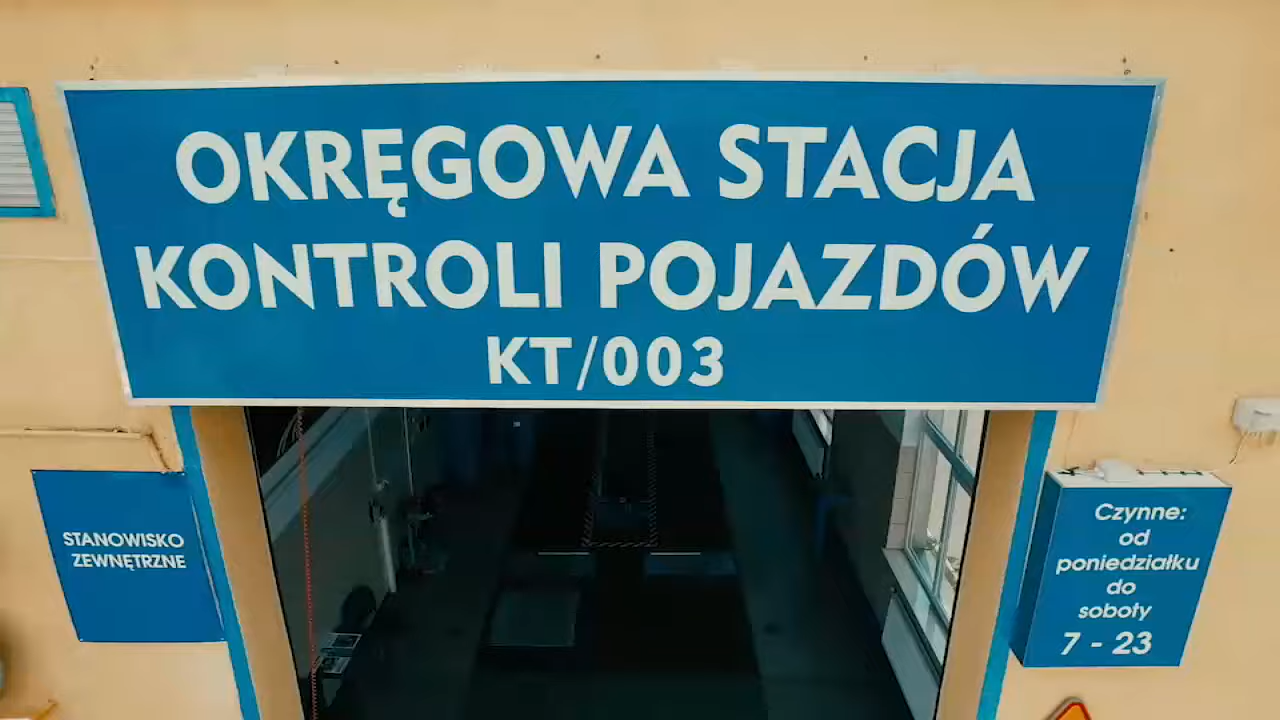 OKRĘGOWA STACJA
KONTROLI POJAZDÓW
KT/003
STANOWISKO
ZEWNĘTRZNE
Czynne:
od
poniedziałku
do
soboty
7 - 23